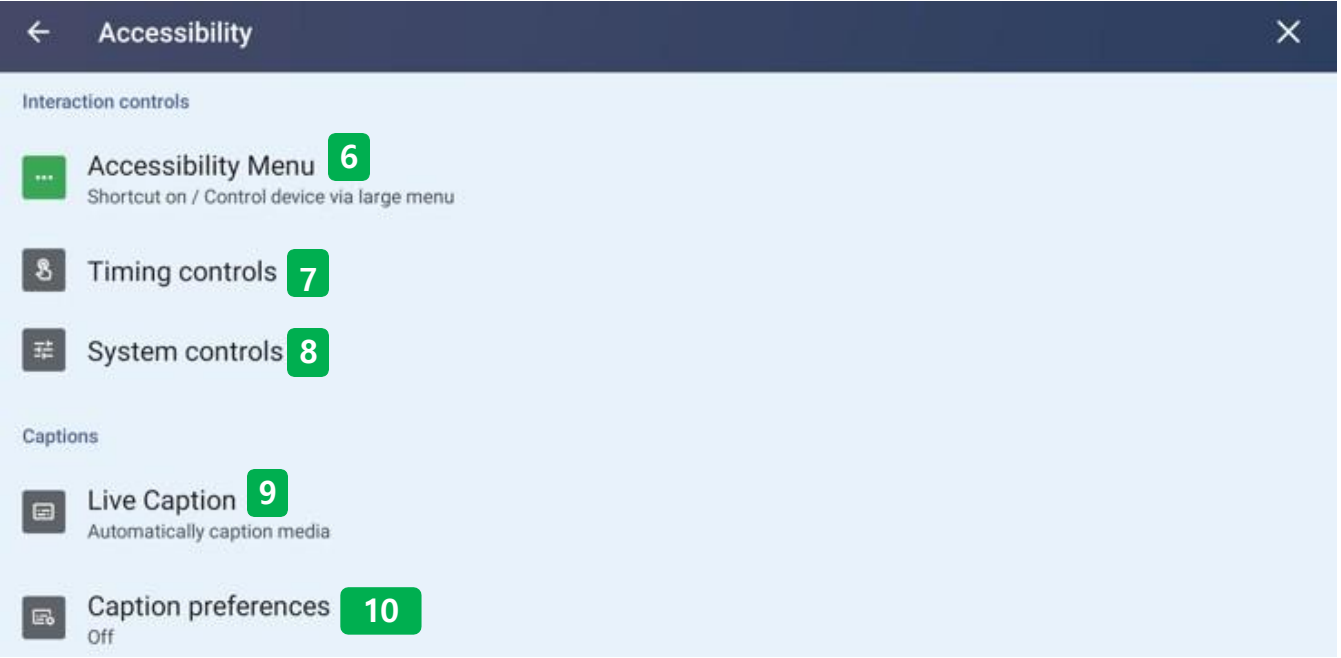 Accessibility
Interaction controls
Accessibility Menu 6
Shortcut on / Control device via large menu
Timing controls 7
System controls 8
Captions
Live Caption 9
Automatically caption media
Caption preferences 10
Off